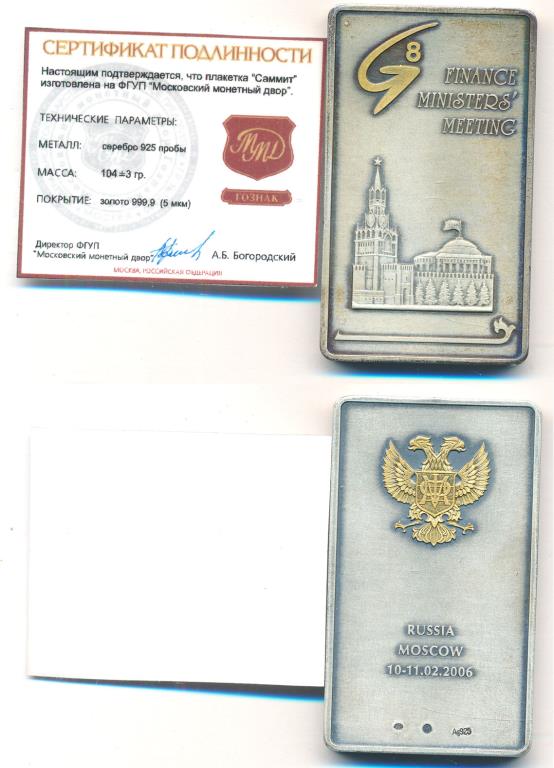 СЕРТИФИКАТ ПОДЛИННОСТИ
Настоящим подтверждается, что плакетка "Саммит"
изготовлена на ФГУП "Московский монетный двор".
ТЕХНИЧЕСКИЕ ПАРАМЕТРЫ:
МЕТАЛЛ: серебро 925 пробы
МАССА: 104±3 гр.
ПОКРЫТИЕ: золото 999,9 (5 мкм)
ММД
ГОЗНАК
Директор ФГУП
"Московский монетный двор" А.Б. Богородский
МОСКВА, РОССИЙСКАЯ ФЕДЕРАЦИЯ
G8
FINANCE
MINISTERS'
MEETING
RUSSIA
MOSCOW
10-11.02.2006
Ag925